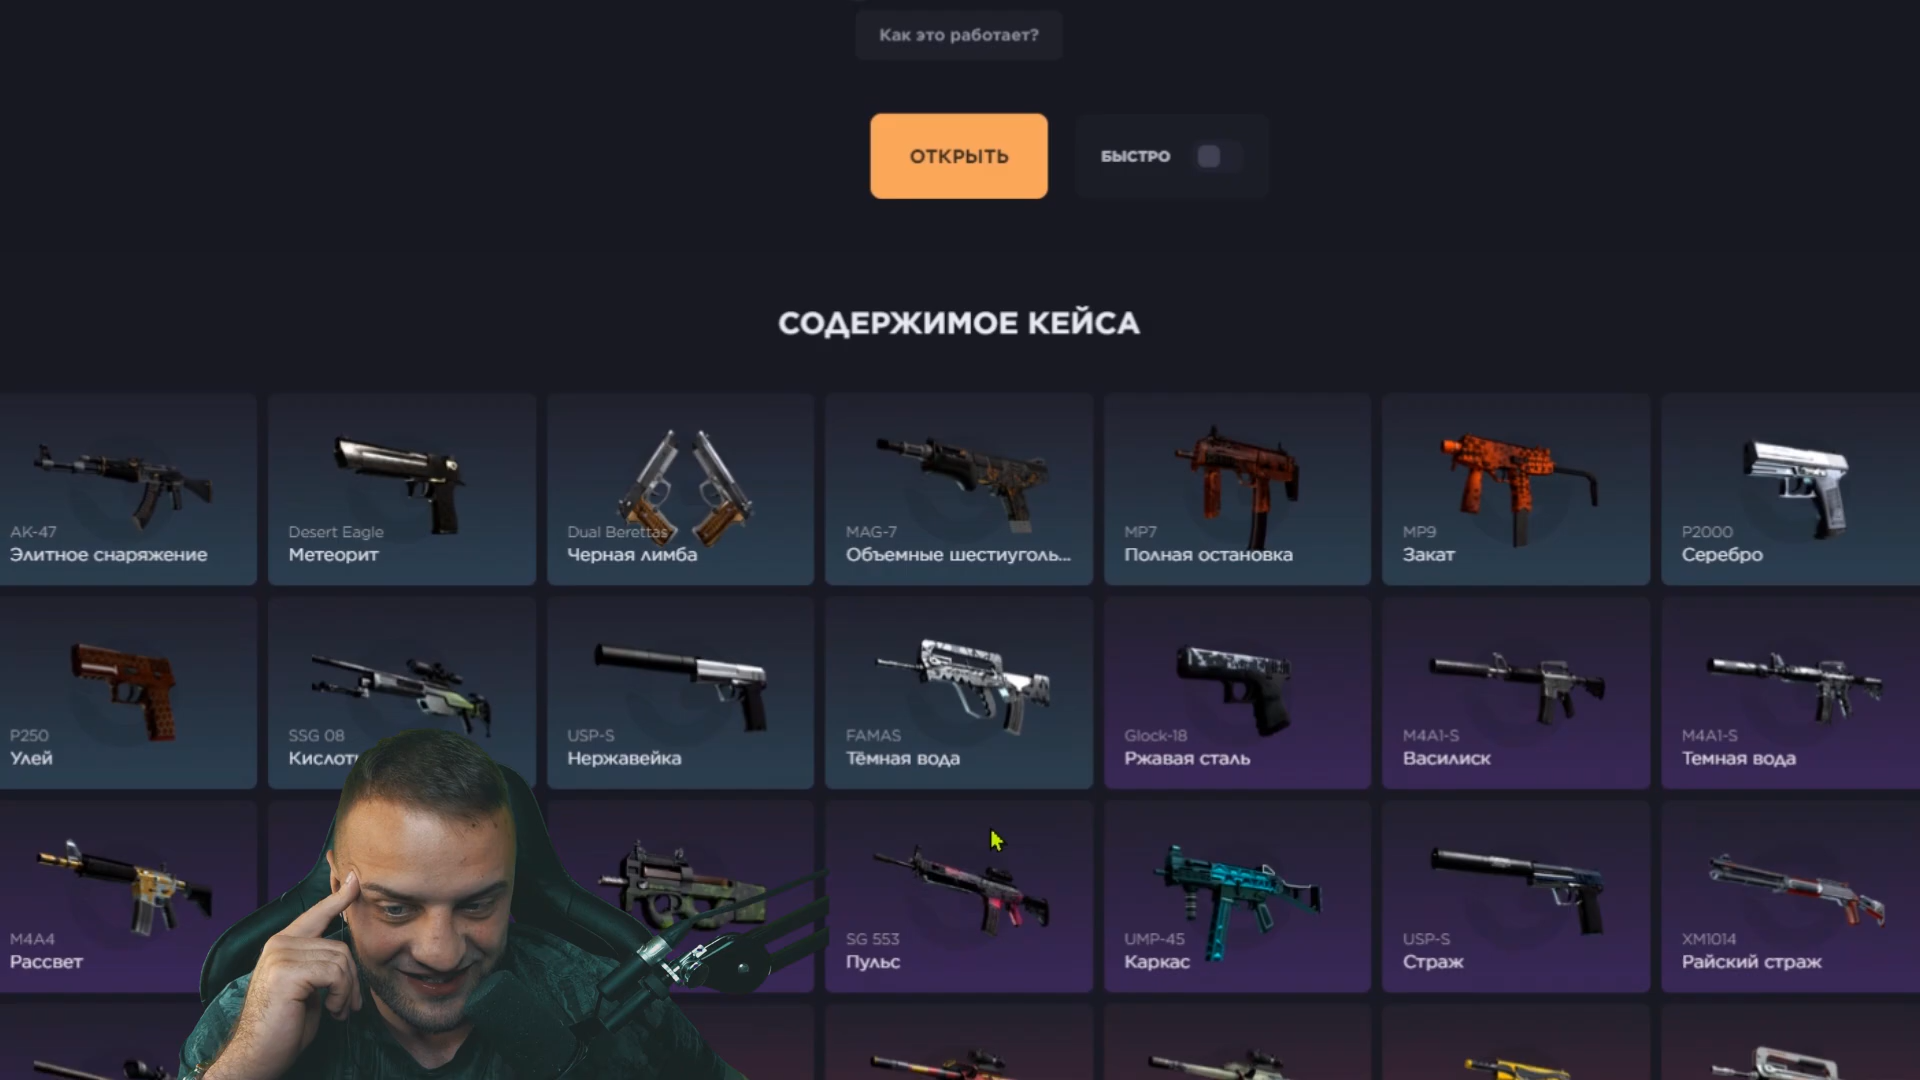 Как это работает?
ОТКРЫТЬ
БЫСТРО
СОДЕРЖИМОЕ КЕЙСА
AK-47
Элитное снаряжение
Desert Eagle
Метеорит
Dual Berettas
Черная лимба
MAG-7
Объемные шестиуголь...
MP7
Полная остановка
MP9
Закат
P2000
Серебро
P250
Улей
SSG 08
USP-S
Нержавейка
FAMAS
Тёмная вода
Glock-18
Ржавая сталь
M4A1-S
Василиск
M4A1-S
Темная вода
M4A4
Рассвет
SG 553
Пульс
UMP-45
Каркас
USP-S
Страж
XM1014
Райский страж